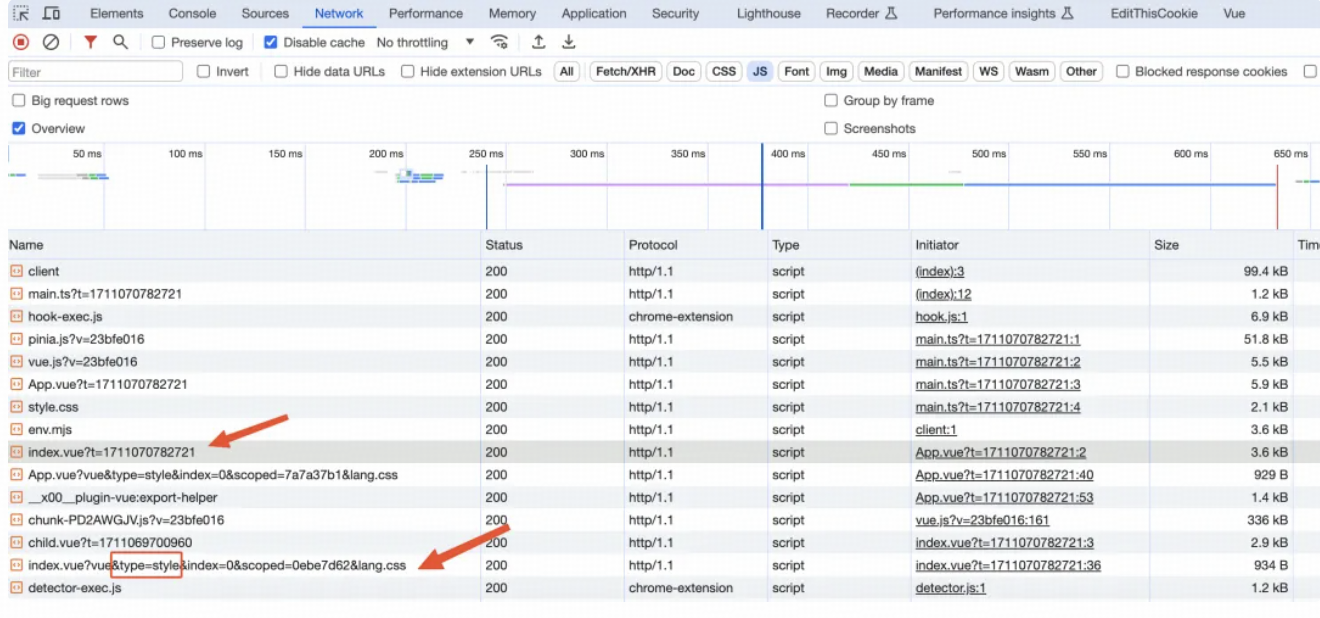 Elements Console Sources Network Performance Memory Application Security Lighthouse Recorder Performance insights EditThisCookie Vue
Preserve log Disable cache No throttling
Filter Invert Hide data URLs Hide extension URLs All Fetch/XHR Doc CSS JS Font Img Media Manifest WS Wasm Other Blocked response cookies
Big request rows Group by frame
Overview Screenshots
50 ms 100 ms 150 ms 200 ms 250 ms 300 ms 350 ms 400 ms 450 ms 500 ms 550 ms 600 ms 650 ms
Name Status Protocol Type Initiator Size Tim
client 200 http/1.1 script (index):3 99.4 kB
main.ts?t=1711070782721 200 http/1.1 script (index):12 1.2 kB
hook-exec.js 200 chrome-extension script hook.js:1 6.9 kB
pinia.js?v=23bfe016 200 http/1.1 script main.ts?t=1711070782721:1 51.8 kB
vue.js?v=23bfe016 200 http/1.1 script main.ts?t=1711070782721:2 5.5 kB
App.vue?t=1711070782721 200 http/1.1 script main.ts?t=1711070782721:3 5.9 kB
style.css 200 http/1.1 script main.ts?t=1711070782721:4 2.1 kB
env.mjs 200 http/1.1 script client:1 3.6 kB
index.vue?t=1711070782721 200 http/1.1 script App.vue?t=1711070782721:2 3.6 kB
App.vue?vue&type=style&index=0&scoped=7a7a37b1&lang.css 200 http/1.1 script App.vue?t=1711070782721:40 929 B
__x00__plugin-vue:export-helper 200 http/1.1 script App.vue?t=1711070782721:53 1.4 kB
chunk-PD2AWGJV.js?v=23bfe016 200 http/1.1 script vue.js?v=23bfe016:161 336 kB
child.vue?t=1711069700960 200 http/1.1 script index.vue?t=1711070782721:3 2.9 kB
index.vue?vue&type=style&index=0&scoped=0ebe7d62&lang.css 200 http/1.1 script index.vue?t=1711070782721:36 934 B
detector-exec.js 200 chrome-extension script detector.js:1 1.2 kB